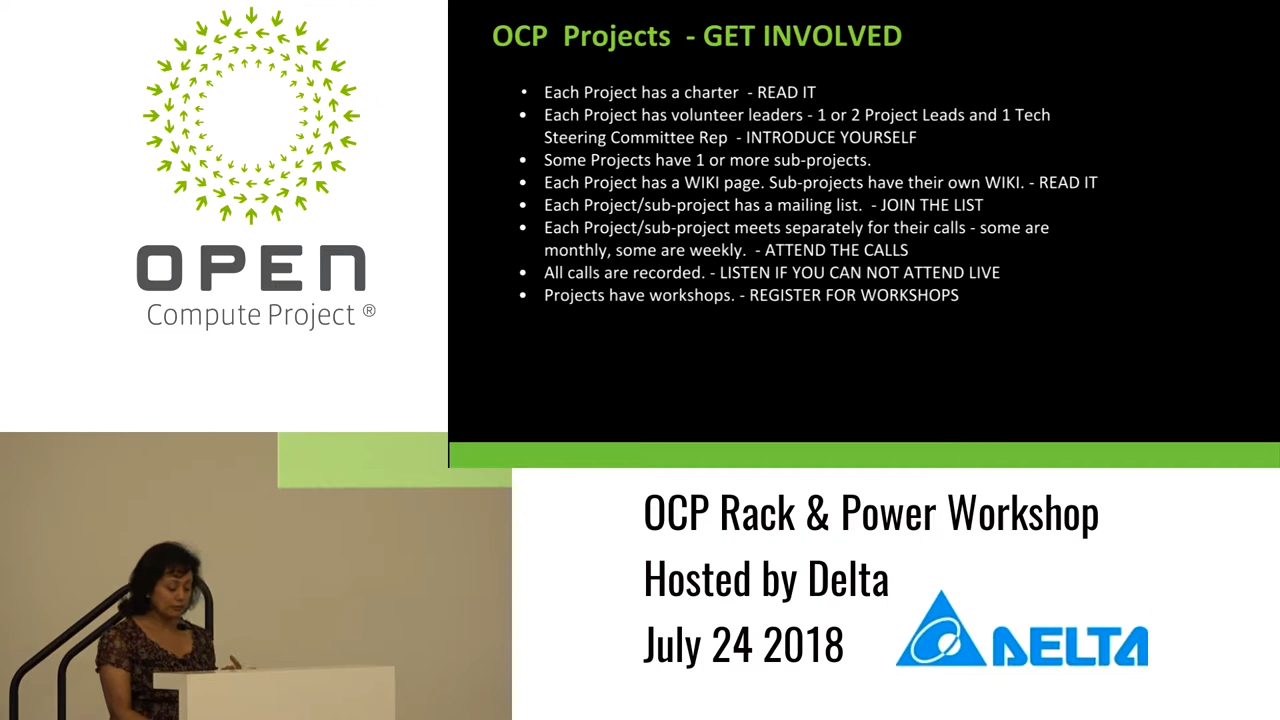 OPEN
Compute Project ®
OCP Projects - GET INVOLVED
• Each Project has a charter - READ IT
• Each Project has volunteer leaders - 1 or 2 Project Leads and 1 Tech
Steering Committee Rep - INTRODUCE YOURSELF
• Some Projects have 1 or more sub-projects.
• Each Project has a WIKI page. Sub-projects have their own WIKI. - READ IT
• Each Project/sub-project has a mailing list. - JOIN THE LIST
• Each Project/sub-project meets separately for their calls - some are
monthly, some are weekly. - ATTEND THE CALLS
• All calls are recorded. - LISTEN IF YOU CAN NOT ATTEND LIVE
• Projects have workshops. - REGISTER FOR WORKSHOPS
OCP Rack & Power Workshop
Hosted by Delta
July 24 2018
DELTA